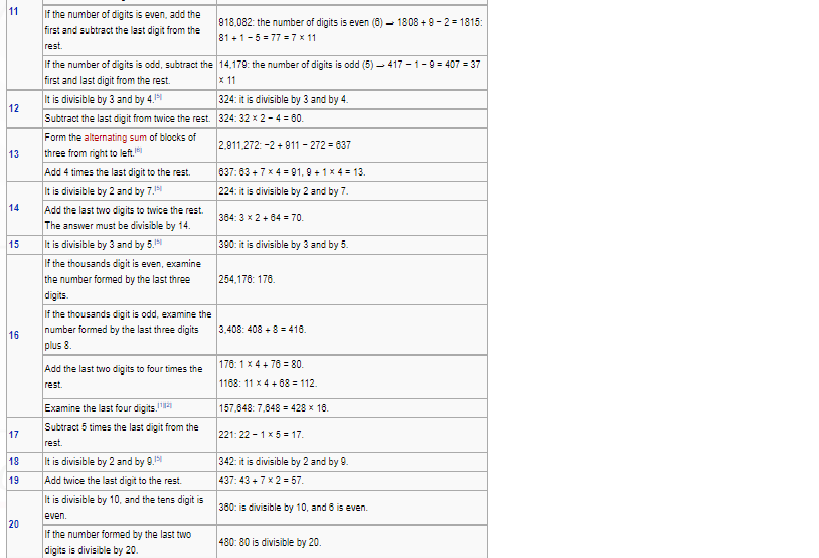 11
If the number of digits is even, add the
first and subtract the last digit from the
rest.
918,082: the number of digits is even (6) → 1808 + 9 − 2 = 1815:
81 + 1 − 5 = 77 = 7 × 11
If the number of digits is odd, subtract the
first and last digit from the rest.
14,179: the number of digits is odd (5) → 417 − 1 − 9 = 407 = 37
× 11
12
It is divisible by 3 and by 4.[5]
324: it is divisible by 3 and by 4.
Subtract the last digit from twice the rest.
324: 32 × 2 − 4 = 60.
13
Form the alternating sum of blocks of
three from right to left.[6]
2,911,272: −2 + 911 − 272 = 637
Add 4 times the last digit to the rest.
637: 63 + 7 × 4 = 91, 9 + 1 × 4 = 13.
14
It is divisible by 2 and by 7.[5]
224: it is divisible by 2 and by 7.
Add the last two digits to twice the rest.
The answer must be divisible by 14.
364: 3 × 2 + 64 = 70.
15
It is divisible by 3 and by 5.[5]
390: it is divisible by 3 and by 5.
16
If the thousands digit is even, examine
the number formed by the last three
digits.
254,176: 176.
If the thousands digit is odd, examine the
number formed by the last three digits
plus 8.
3,408: 408 + 8 = 416.
Add the last two digits to four times the
rest.
176: 1 × 4 + 76 = 80.
1168: 11 × 4 + 68 = 112.
Examine the last four digits.[1][2]
157,648: 7,648 = 428 × 16.
17
Subtract 5 times the last digit from the
rest.
221: 22 − 1 × 5 = 17.
18
It is divisible by 2 and by 9.[5]
342: it is divisible by 2 and by 9.
19
Add twice the last digit to the rest.
437: 43 + 7 × 2 = 57.
20
It is divisible by 10, and the tens digit is
even.
360: is divisible by 10, and 6 is even.
If the number formed by the last two
digits is divisible by 20.
480: 80 is divisible by 20.